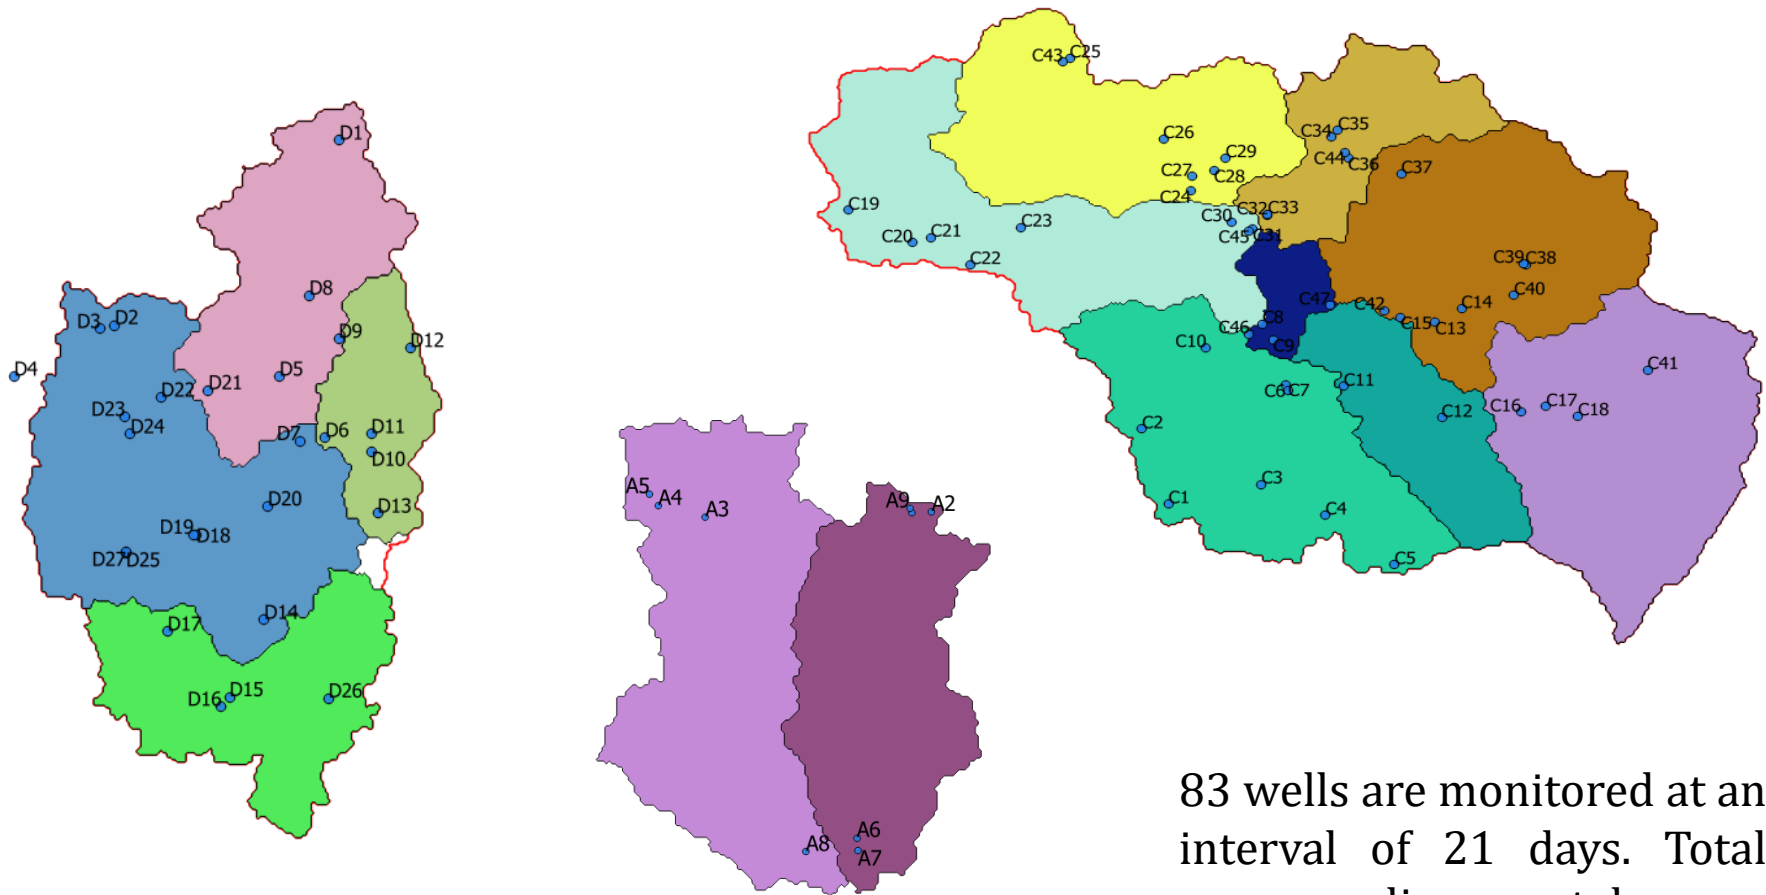 D1
D8
D3 D2
D9
D12
D4
D5
D21
D22
D23
D24
D7 D6 D11
D10
D20
D13
D19 D18
D27 D25
D14
D17
D16 D15 D26
A5 A4 A3
A9 A2
A8 A6
A7
C43 C25
C26
C34 C35
C29
C44 C36
C27 C28
C37
C24
C19
C30 C32 C33
C20 C21 C23
C45 C31
C22
C39 C38
C40
C47 C42 C14
C46 C8 C15 C13
C10 C9
C41
C6 C7 C11
C16 C17 C18
C12
C2
C3
C1
C4
C5
83 wells are monitored at an
interval of 21 days. Total